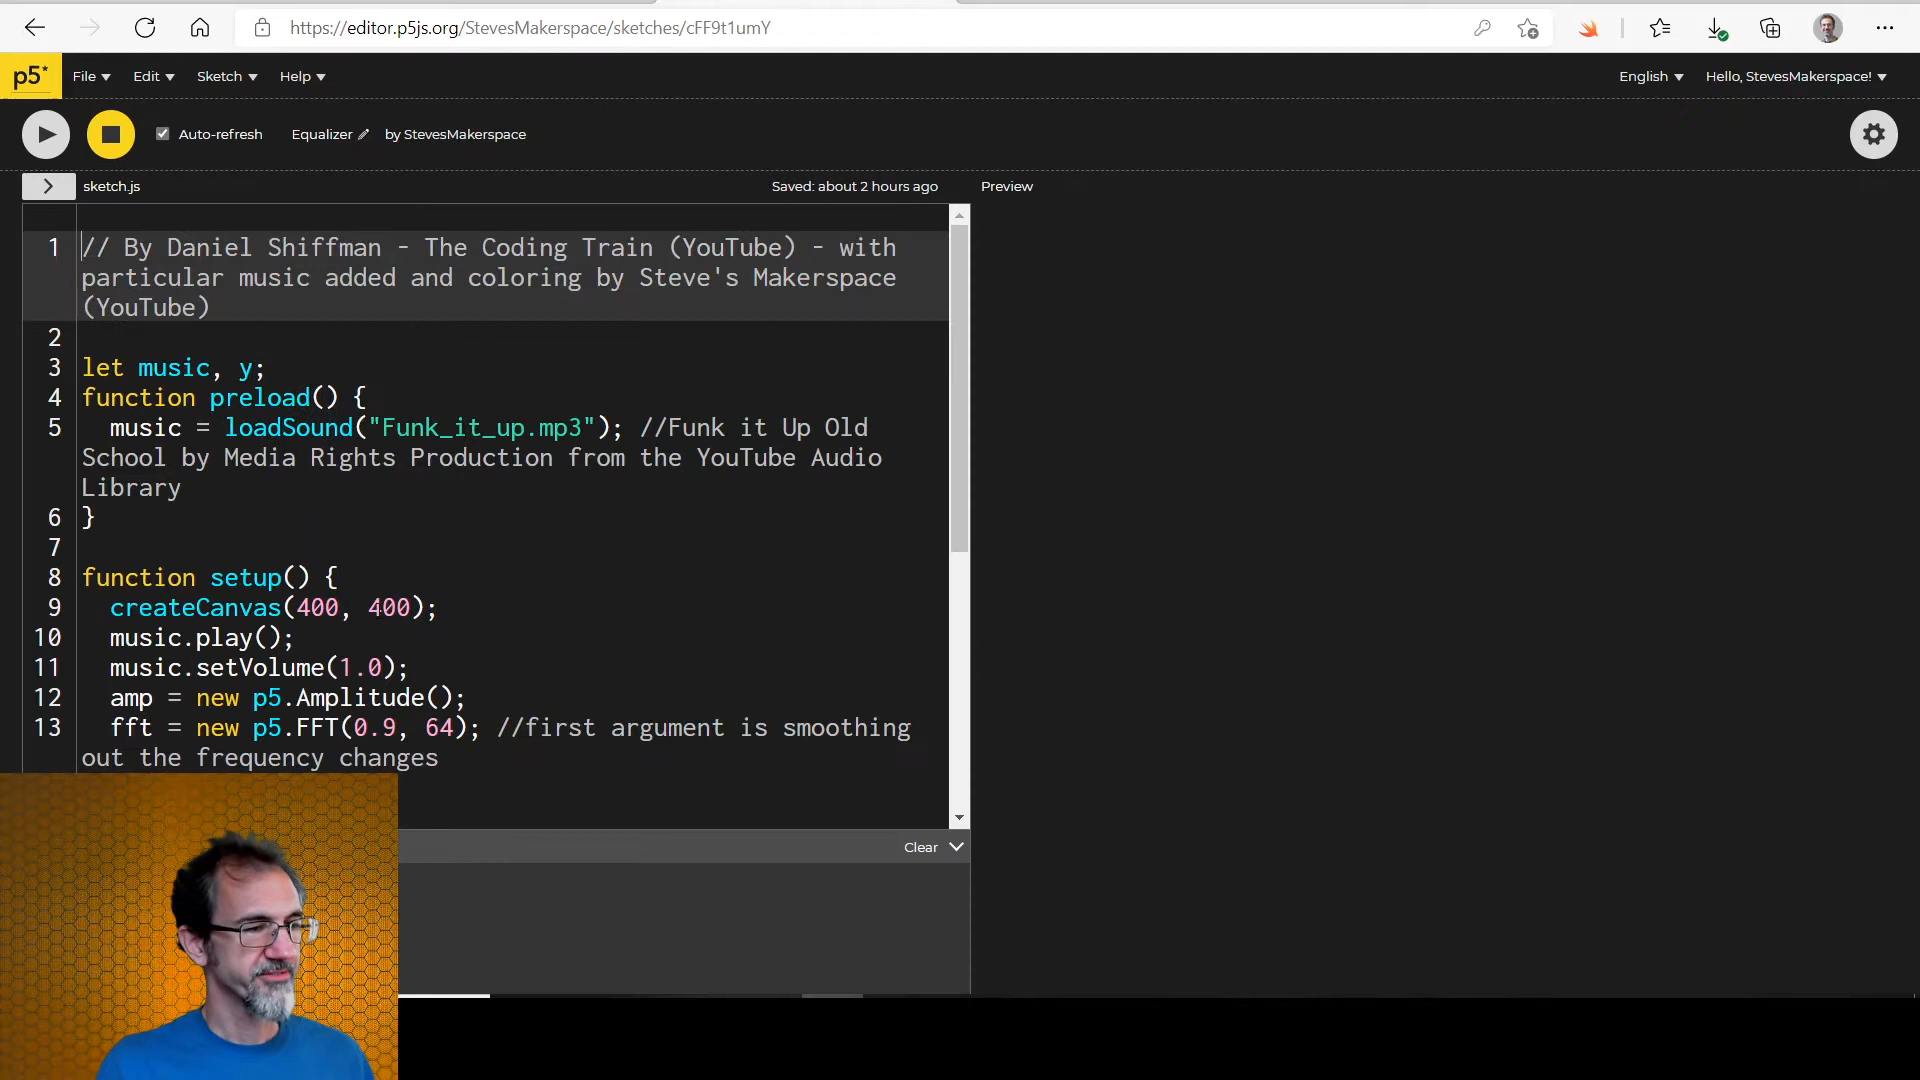 https://editor.p5js.org/StevesMakerspace/sketches/cFF9t1umY
p5* File Edit Sketch Help English Hello, StevesMakerspace!
Auto-refresh Equalizer by StevesMakerspace
sketch.js Saved: about 2 hours ago Preview
1 // By Daniel Shiffman - The Coding Train (YouTube) - with
particular music added and coloring by Steve's Makerspace
(YouTube)
2
3 let music, y;
4 function preload() {
5 music = loadSound("Funk_it_up.mp3"); //Funk it Up Old
School by Media Rights Production from the YouTube Audio
Library
6 }
7
8 function setup() {
9 createCanvas(400, 400);
10 music.play();
11 music.setVolume(1.0);
12 amp = new p5.Amplitude();
13 fft = new p5.FFT(0.9, 64); //first argument is smoothing
out the frequency changes
Clear